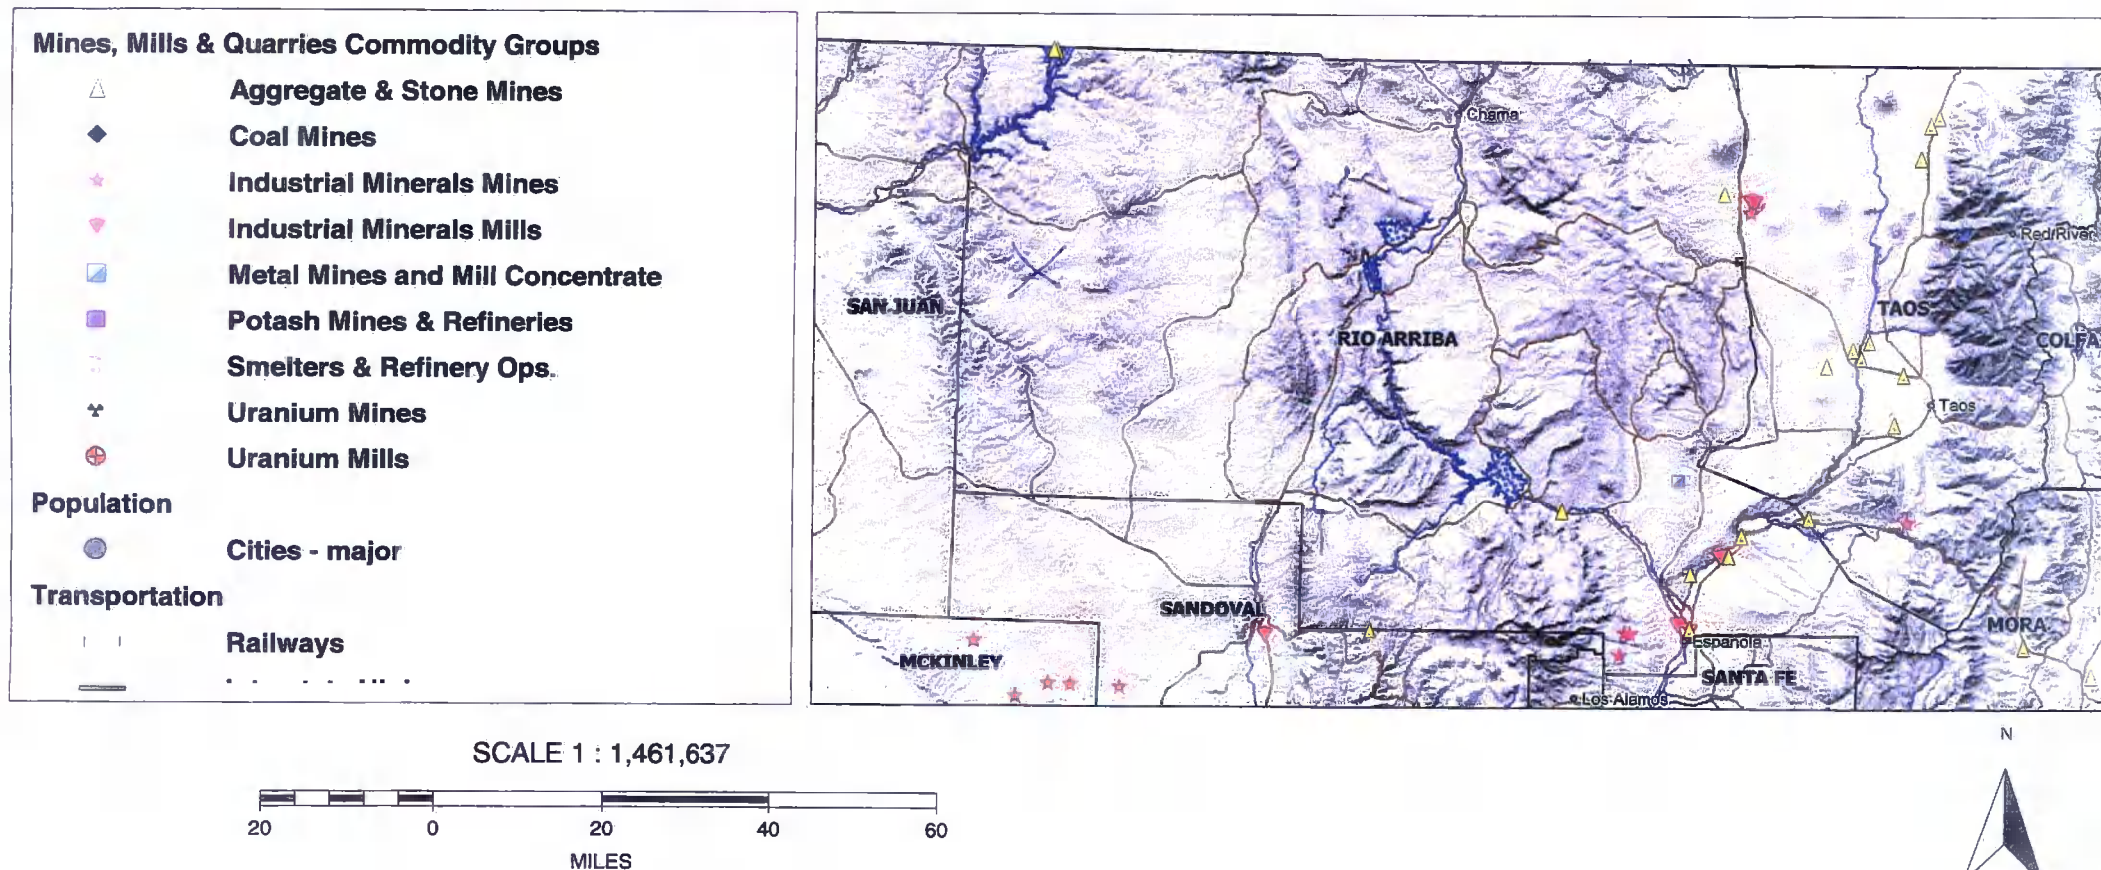 Mines, Mills & Quarries Commodity Groups
Aggregate & Stone Mines
Coal Mines
Industrial Minerals Mines
Industrial Minerals Mills
Metal Mines and Mill Concentrate
Potash Mines & Refineries
Smelters & Refinery Ops.
Uranium Mines
Uranium Mills
Population
Cities - major
Transportation
Railways
SCALE 1 : 1,461,637
20 0 20 40 60
MILES
Chama
Red River
SAN JUAN
TAOS
RIO ARRIBA
COLFA
Taos
SANDOVAL
MORA
Espanola
MCKINLEY
SANTA FE
Los Alamos
N